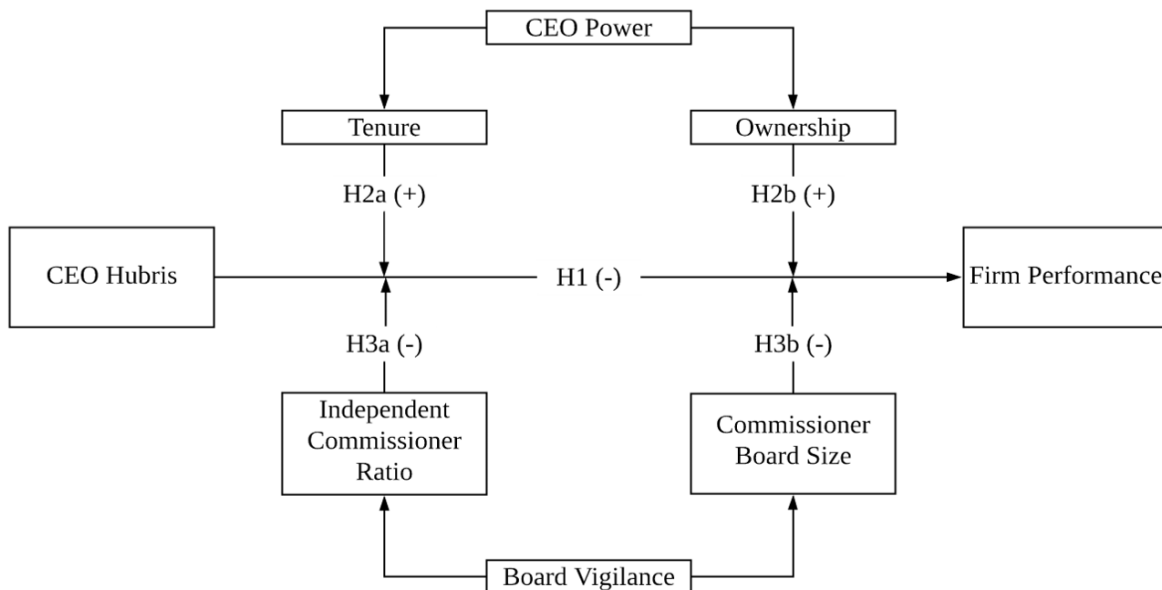 CEO Power
Tenure
Ownership
H2a (+)
H2b (+)
CEO Hubris
H1 (-)
Firm Performance
H3a (-)
H3b (-)
Independent
Commissioner
Ratio
Commissioner
Board Size
Board Vigilance